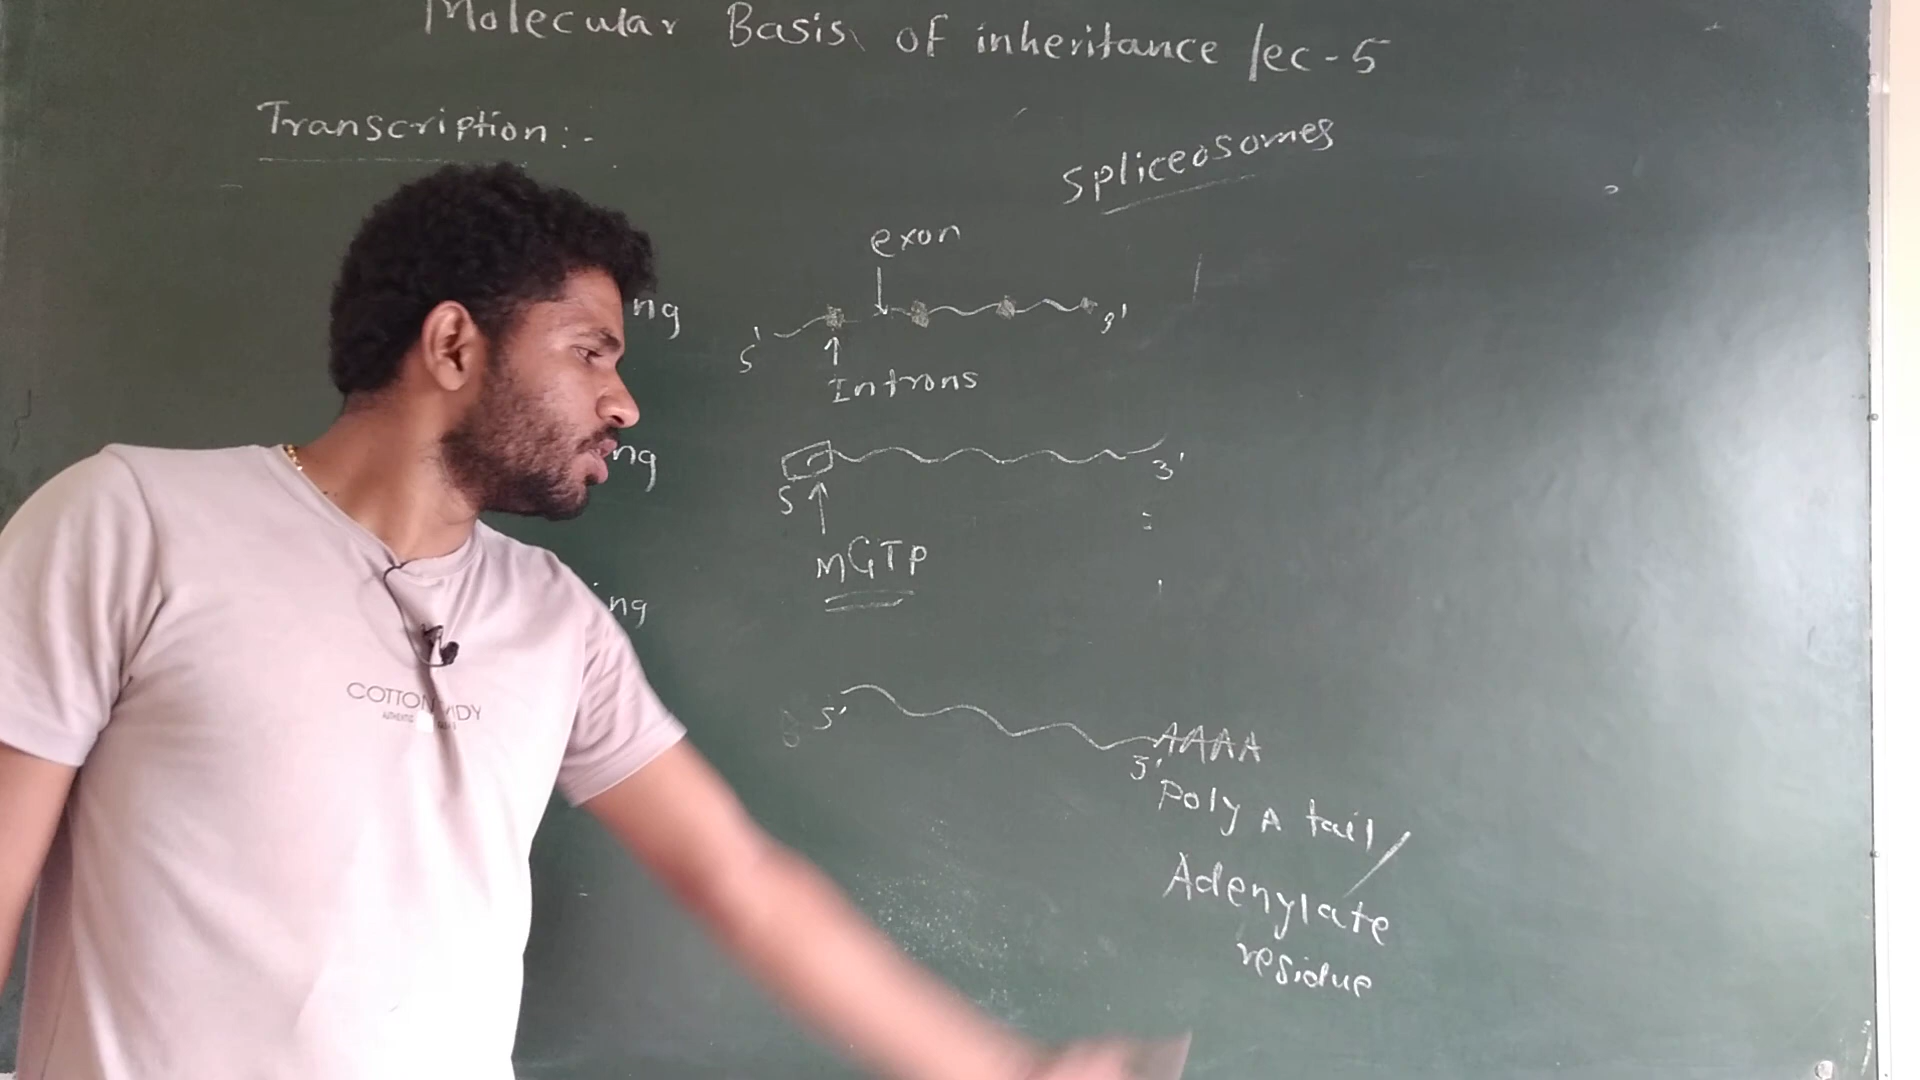 Molecular Basis of inheritance lec-5
Transcription:-
Spliceosomes
exon
ng
5' 3'
Introns
ng
5 3'
mGTP
ng
5' AAAA
3'
Poly A tail/
Adenylate
residue
COTTON